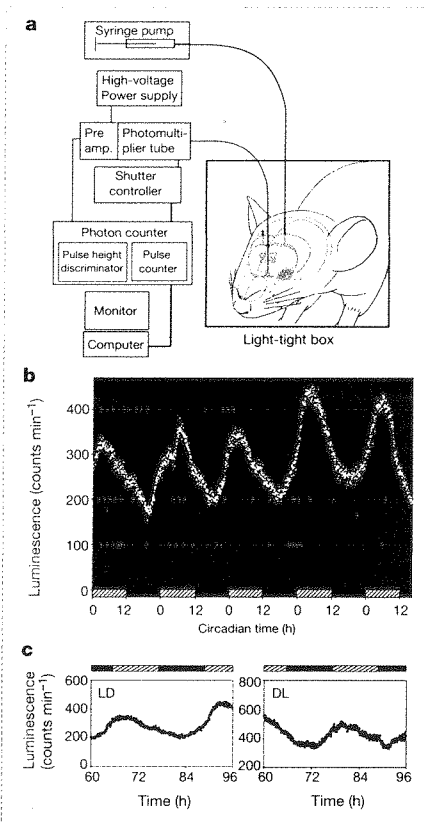 a
Syringe pump
High-voltage
Power supply
Pre
amp.
Photomulti-
plier tube
Shutter
controller
Photon counter
Pulse height
discriminator
Pulse
counter
Monitor
Computer
Light-tight box
b
Luminescence (counts min−1)
400
300
200
100
0
0 12 0 12 0 12 0 12 0 12
Circadian time (h)
c
Luminescence
(counts min−1)
600
400
200
0
LD
60 72 84 96
Time (h)
800
600
400
200
DL
60 72 84 96
Time (h)